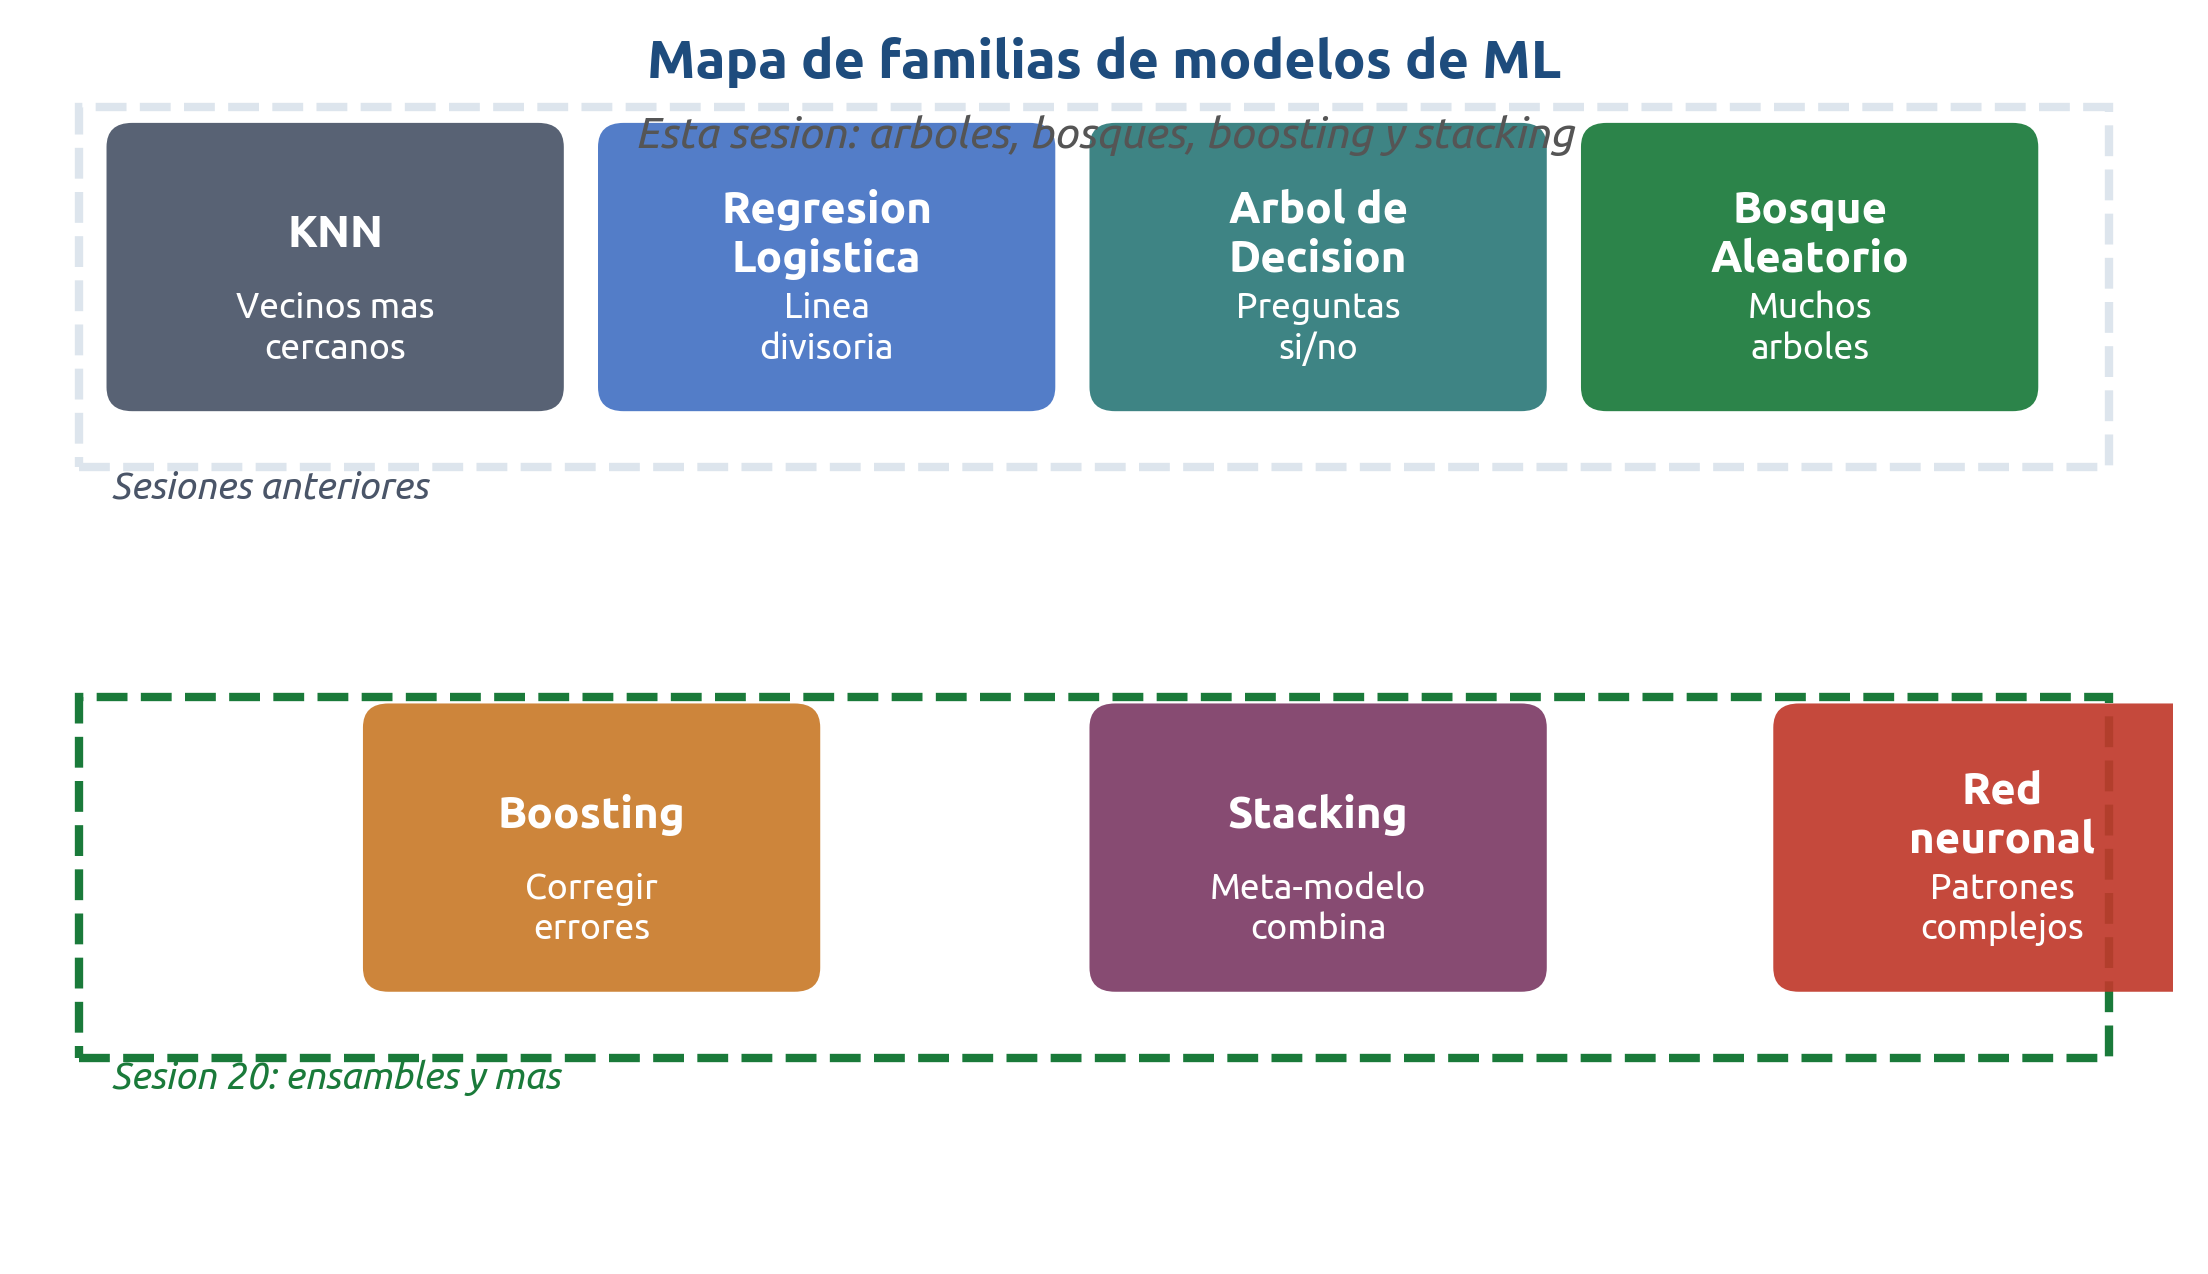 Mapa de familias de modelos de ML
Esta sesion: arboles, bosques, boosting y stacking
KNN
Vecinos mas
cercanos
Regresion
Logistica
Linea
divisoria
Arbol de
Decision
Preguntas
si/no
Bosque
Aleatorio
Muchos
arboles
Sesiones anteriores
Boosting
Corregir
errores
Stacking
Meta-modelo
combina
Red
neuronal
Patrones
complejos
Sesion 20: ensambles y mas